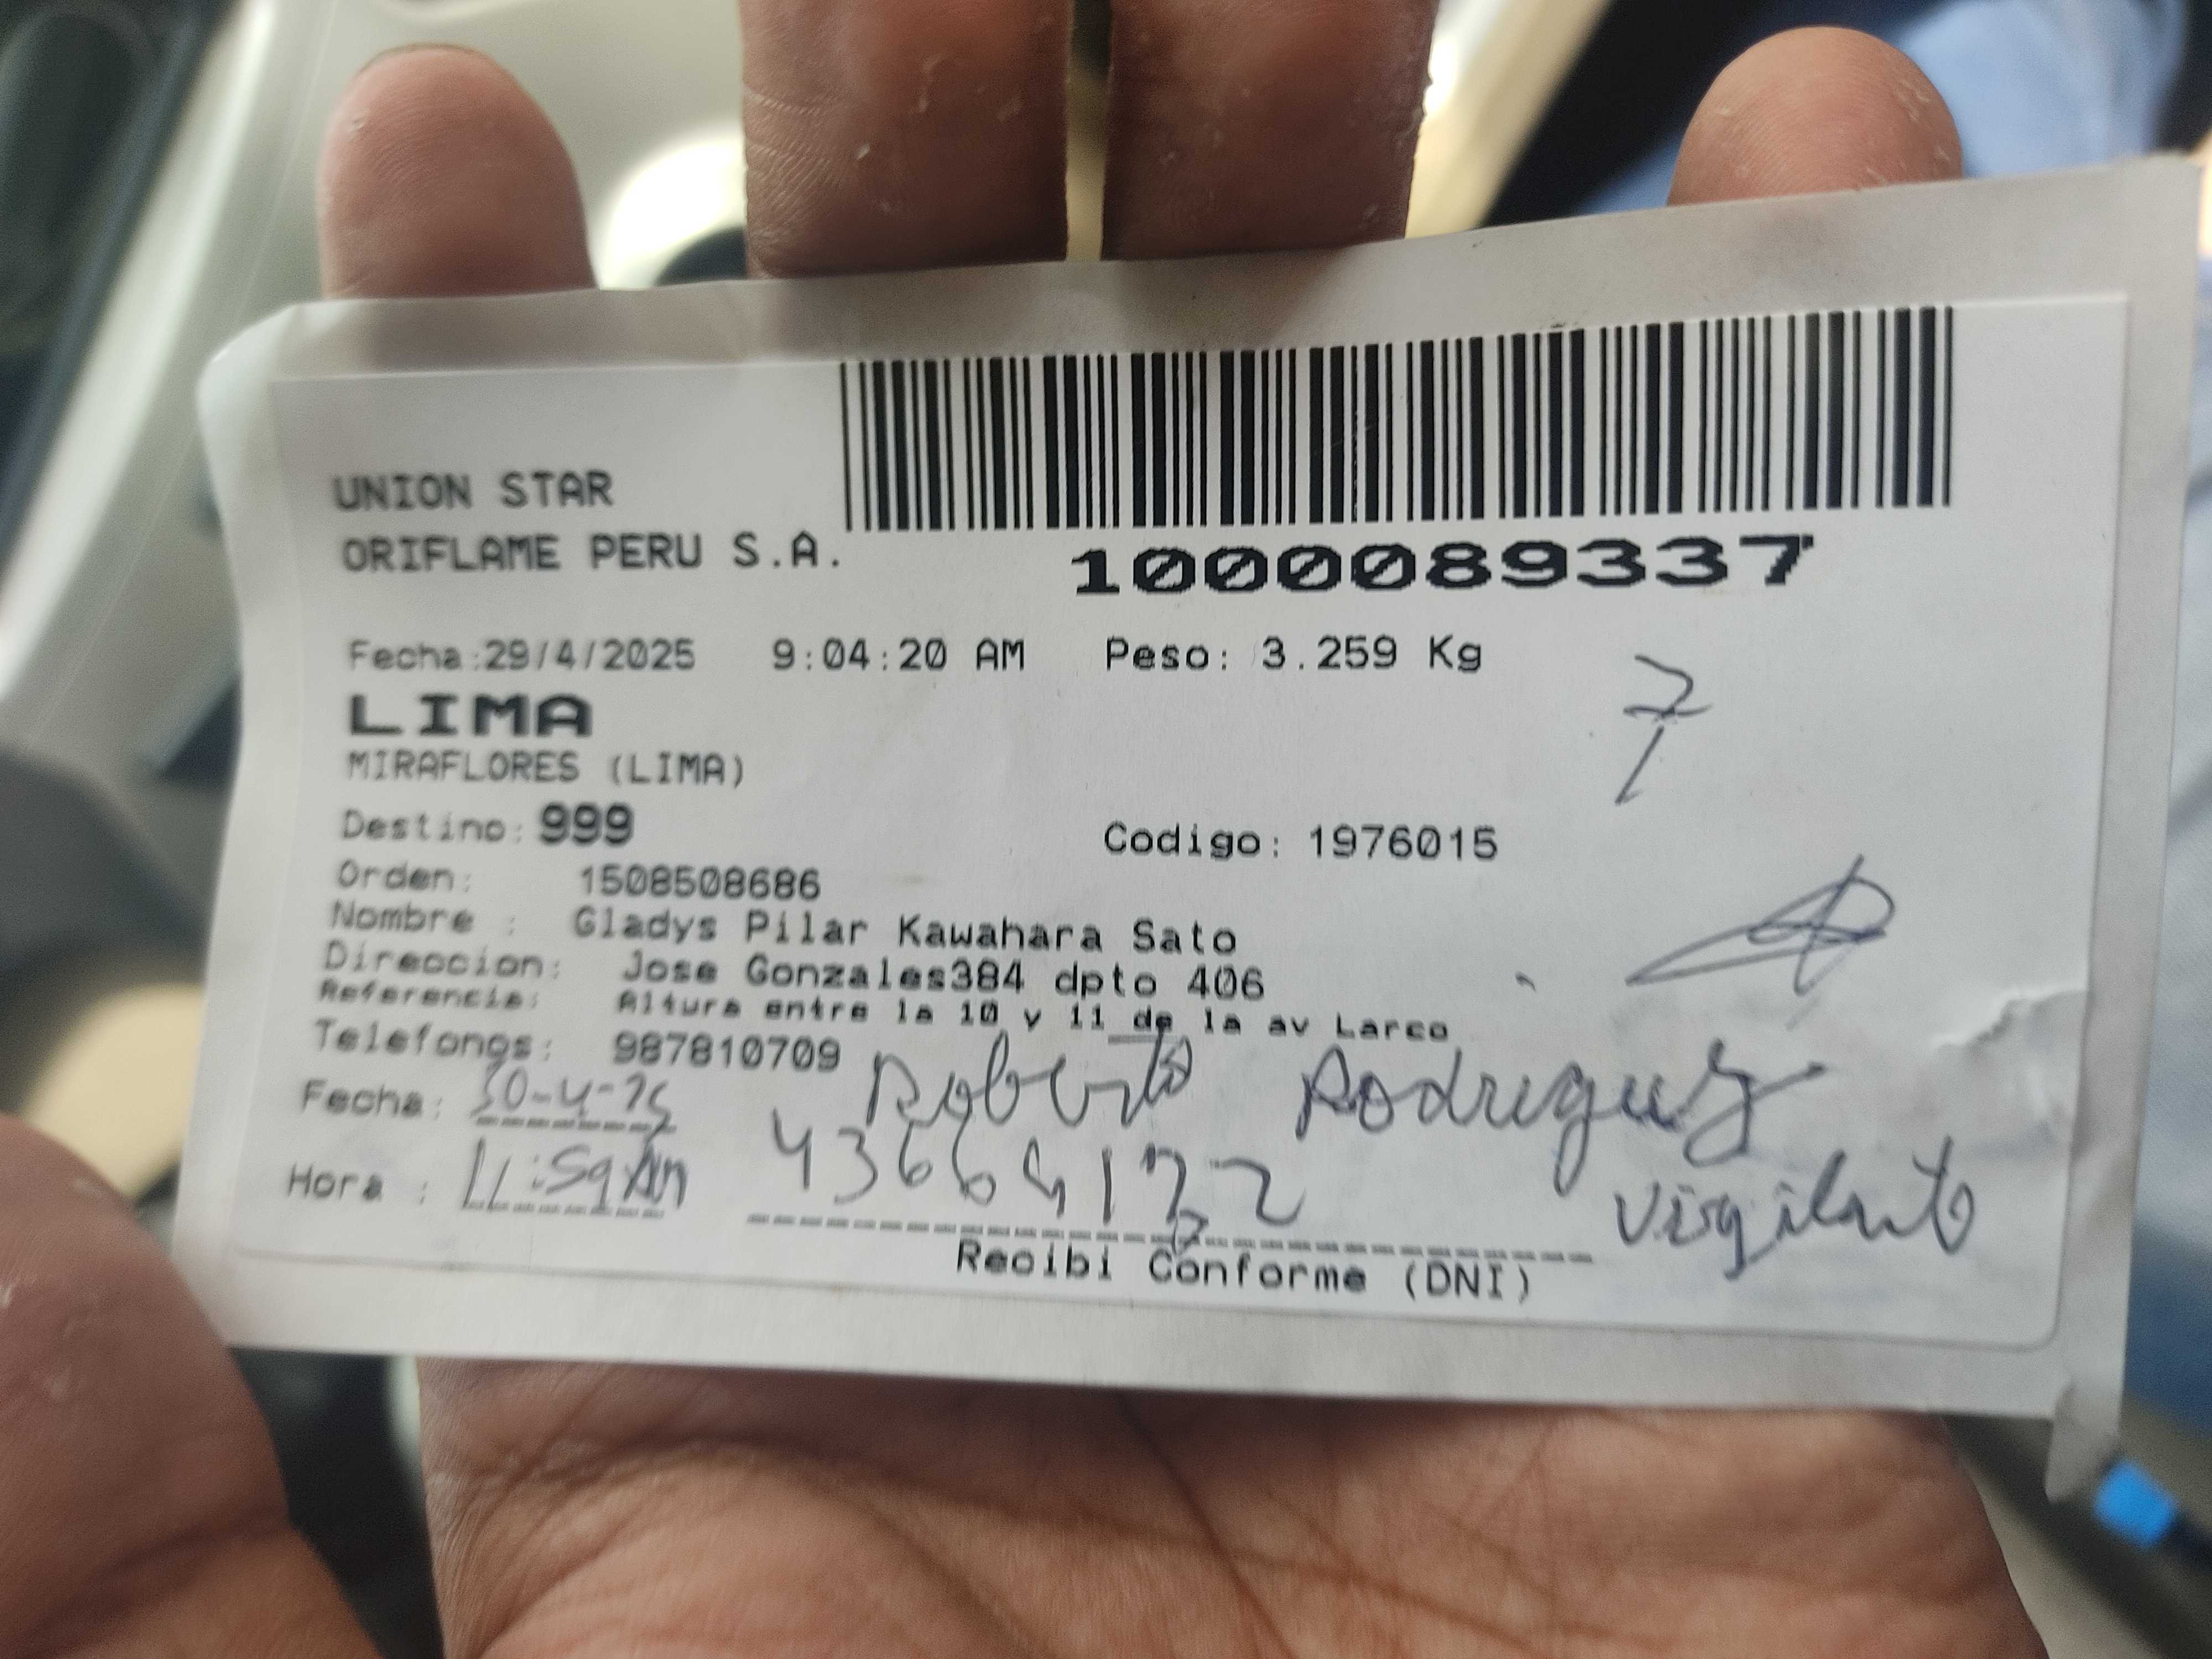 UNION STAR
ORIFLAME PERU S.A.
1000089337
Fecha:29/4/2025 9:04:20 AM Peso: 3.259 Kg
LIMA
MIRAFLORES (LIMA)
Destino: 999 Codigo: 1976015
Orden: 1508508686
Nombre : Gladys Pilar Kawahara Sato
Direccion: Jose Gonzales384 dpto 406
Referencia: Altura entre la 10 y 11 de la av Larco
Telefonos: 987810709
Roberto Rodriguez
Fecha: 30-4-25
Hora : 11:59 AM
Vigilante
Recibi Conforme (DNI)